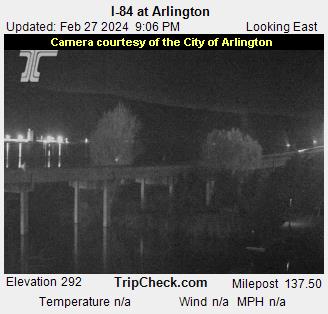 I-84 at Arlington
Updated: Feb 27 2024 9:06 PM Looking East
Camera courtesy of the City of Arlington
Elevation 292 TripCheck.com Milepost 137.50
Temperature n/a Wind n/a MPH n/a